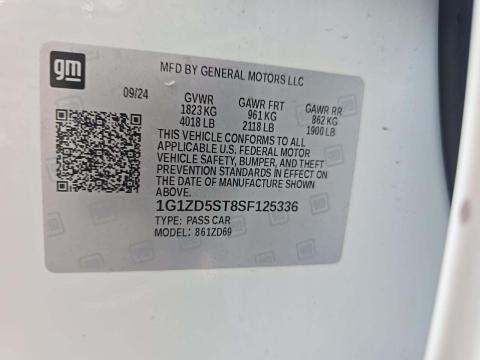 gm
MFD BY GENERAL MOTORS LLC
09/24
GVWR GAWR FRT GAWR RR
1823 KG 961 KG 862 KG
4018 LB 2118 LB 1900 LB
THIS VEHICLE CONFORMS TO ALL
APPLICABLE U.S. FEDERAL MOTOR
VEHICLE SAFETY, BUMPER, AND THEFT
PREVENTION STANDARDS IN EFFECT ON
THE DATE OF MANUFACTURE SHOWN
ABOVE.
1G1ZD5ST8SF125336
TYPE: PASS CAR
MODEL: 861ZD69